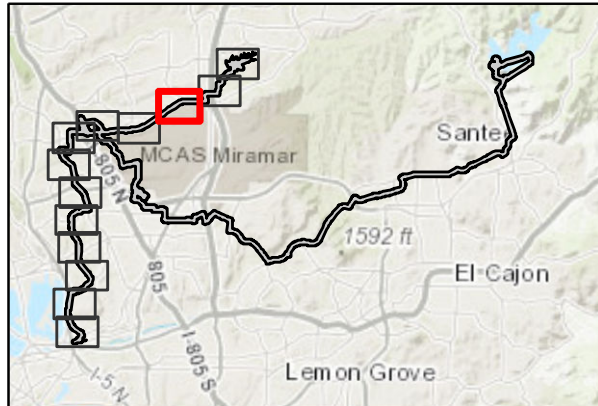 Sante
MCAS Miramar
I-805 N
1592 ft
805
El Cajon
I-805 S
I-5 N
Lemon Grove